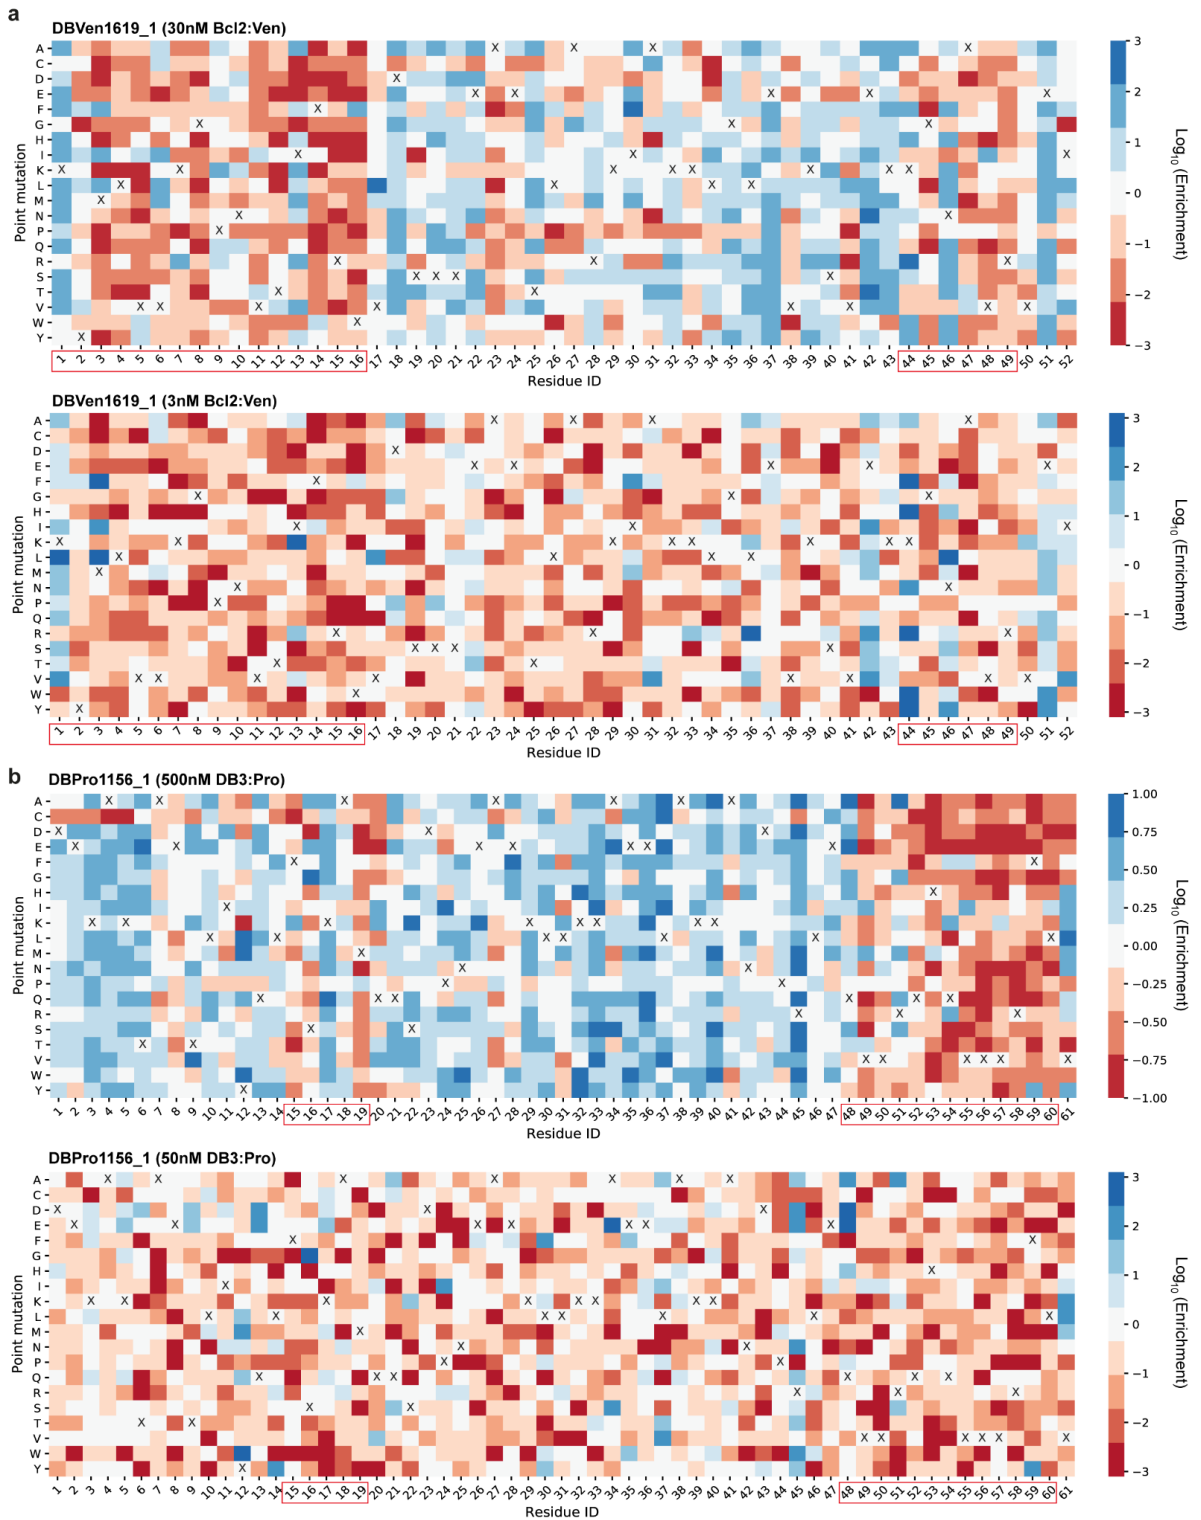 a
DBVen1619_1 (30nM Bcl2:Ven)
Point mutation
A
C
D
E
F
G
H
I
K
L
M
N
P
Q
R
S
T
V
W
Y
1 2 3 4 5 6 7 8 9 10 11 12 13 14 15 16 17 18 19 20 21 22 23 24 25 26 27 28 29 30 31 32 33 34 35 36 37 38 39 40 41 42 43 44 45 46 47 48 49 50 51 52
Residue ID
3
2
1
0
−1
−2
−3
Log10 (Enrichment)
DBVen1619_1 (3nM Bcl2:Ven)
Point mutation
A
C
D
E
F
G
H
I
K
L
M
N
P
Q
R
S
T
V
W
Y
1 2 3 4 5 6 7 8 9 10 11 12 13 14 15 16 17 18 19 20 21 22 23 24 25 26 27 28 29 30 31 32 33 34 35 36 37 38 39 40 41 42 43 44 45 46 47 48 49 50 51 52
Residue ID
3
2
1
0
−1
−2
−3
Log10 (Enrichment)
b
DBPro1156_1 (500nM DB3:Pro)
Point mutation
A
C
D
E
F
G
H
I
K
L
M
N
P
Q
R
S
T
V
W
Y
1 2 3 4 5 6 7 8 9 10 11 12 13 14 15 16 17 18 19 20 21 22 23 24 25 26 27 28 29 30 31 32 33 34 35 36 37 38 39 40 41 42 43 44 45 46 47 48 49 50 51 52 53 54 55 56 57 58 59 60 61
Residue ID
1.00
0.75
0.50
0.25
0.00
−0.25
−0.50
−0.75
−1.00
Log10 (Enrichment)
DBPro1156_1 (50nM DB3:Pro)
Point mutation
A
C
D
E
F
G
H
I
K
L
M
N
P
Q
R
S
T
V
W
Y
1 2 3 4 5 6 7 8 9 10 11 12 13 14 15 16 17 18 19 20 21 22 23 24 25 26 27 28 29 30 31 32 33 34 35 36 37 38 39 40 41 42 43 44 45 46 47 48 49 50 51 52 53 54 55 56 57 58 59 60 61
Residue ID
3
2
1
0
−1
−2
−3
Log10 (Enrichment)